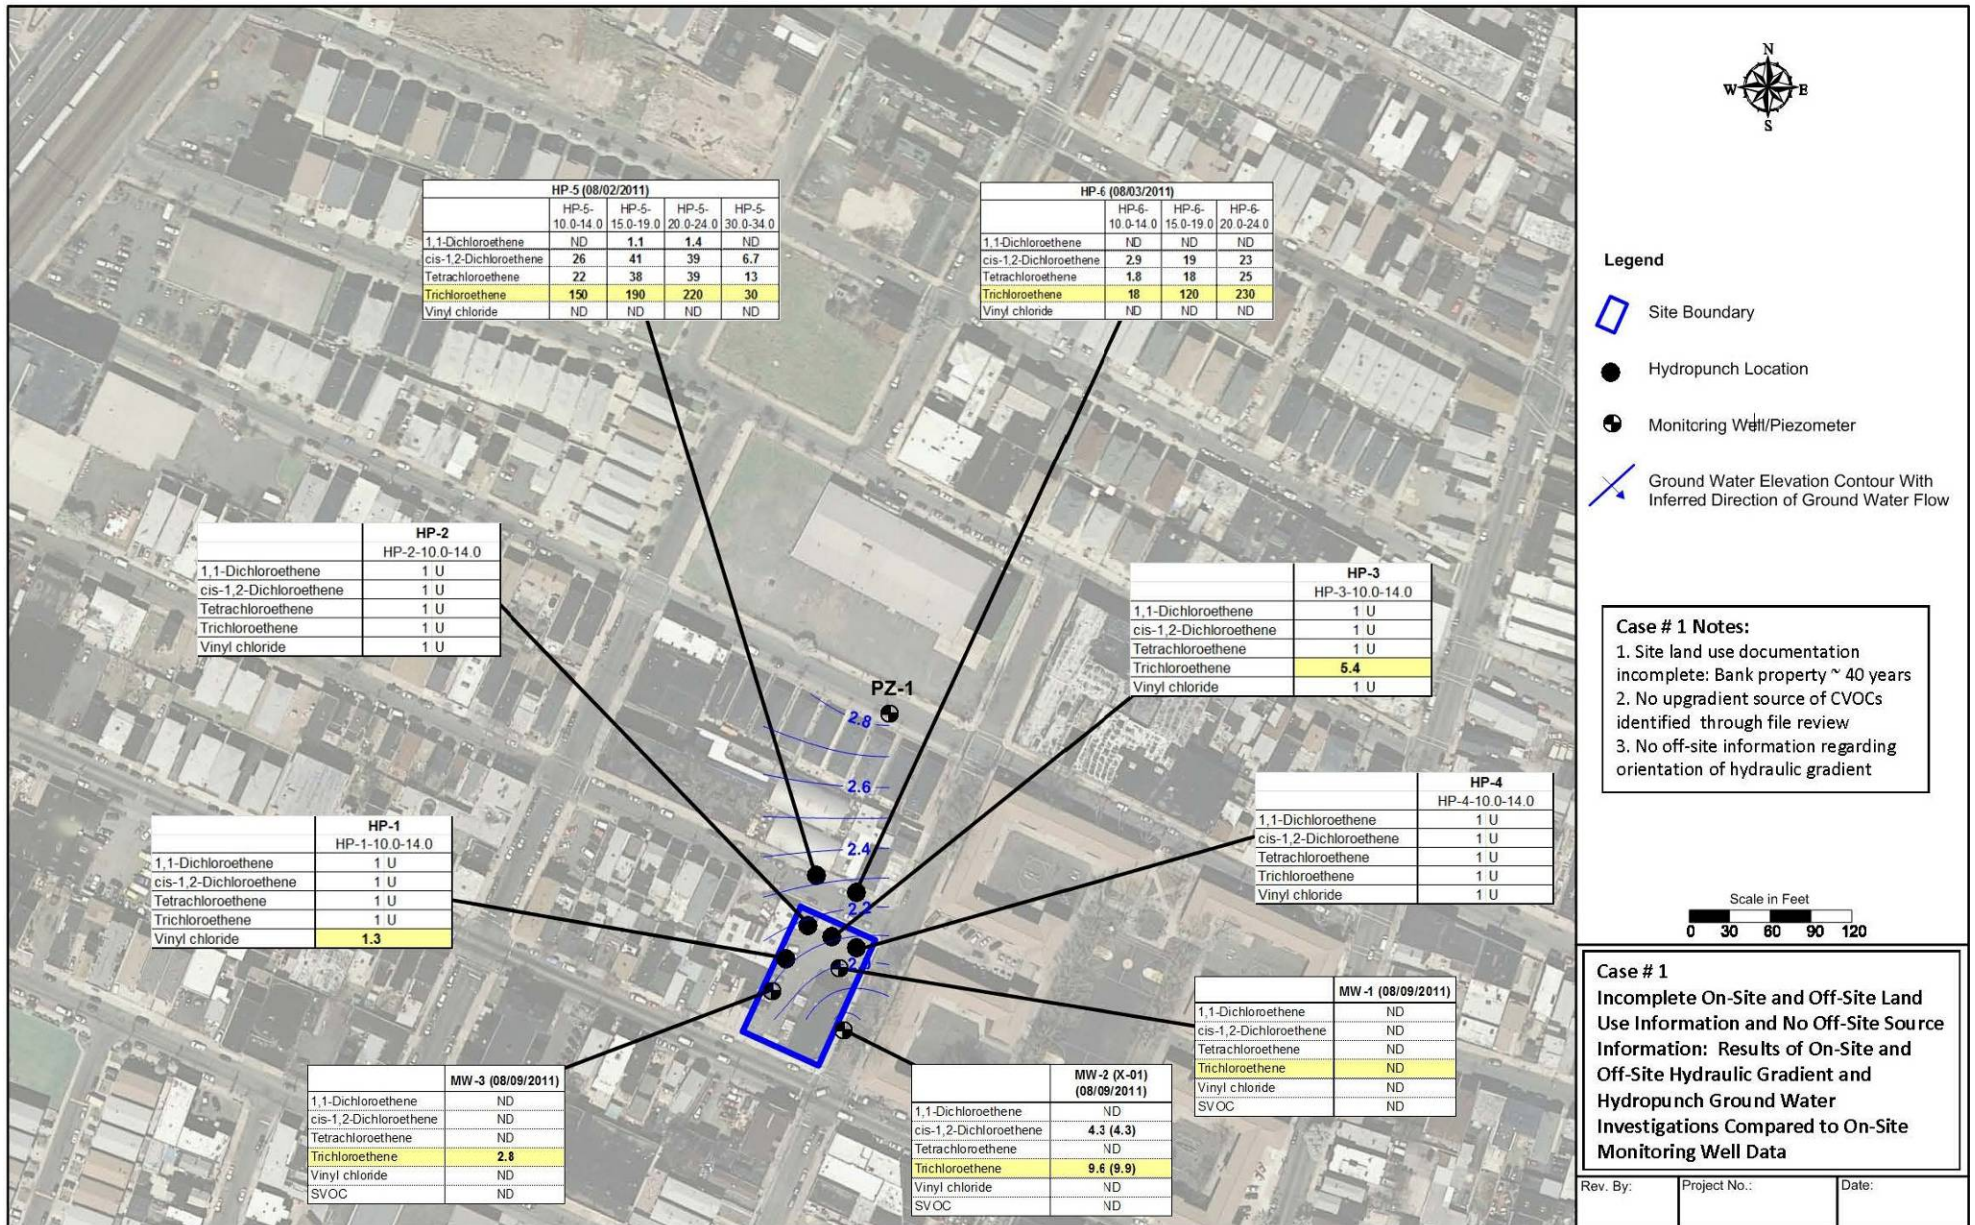 HP-5 (08/02/2011)
HP-5- HP-5- HP-5- HP-5-
10.0-14.0 15.0-19.0 20.0-24.0 30.0-34.0
1,1-Dichloroethene ND 1.1 1.4 ND
cis-1,2-Dichloroethene 26 41 39 6.7
Tetrachloroethene 22 38 39 13
Trichloroethene 150 190 220 30
Vinyl chloride ND ND ND ND
HP-6 (08/03/2011)
HP-6- HP-6- HP-6-
10.0-14.0 15.0-19.0 20.0-24.0
1,1-Dichloroethene ND ND ND
cis-1,2-Dichloroethene 2.9 19 23
Tetrachloroethene 1.8 18 25
Trichloroethene 18 120 230
Vinyl chloride ND ND ND
HP-2
HP-2-10.0-14.0
1,1-Dichloroethene 1 U
cis-1,2-Dichloroethene 1 U
Tetrachloroethene 1 U
Trichloroethene 1 U
Vinyl chloride 1 U
HP-3
HP-3-10.0-14.0
1,1-Dichloroethene 1 U
cis-1,2-Dichloroethene 1 U
Tetrachloroethene 1 U
Trichloroethene 5.4
Vinyl chloride 1 U
PZ-1
2.8
2.6
2.4
2.2
HP-1
HP-1-10.0-14.0
1,1-Dichloroethene 1 U
cis-1,2-Dichloroethene 1 U
Tetrachloroethene 1 U
Trichloroethene 1 U
Vinyl chloride 1.3
HP-4
HP-4-10.0-14.0
1,1-Dichloroethene 1 U
cis-1,2-Dichloroethene 1 U
Tetrachloroethene 1 U
Trichloroethene 1 U
Vinyl chloride 1 U
MW-3 (08/09/2011)
1,1-Dichloroethene ND
cis-1,2-Dichloroethene ND
Tetrachloroethene ND
Trichloroethene 2.8
Vinyl chloride ND
SVOC ND
MW-2 (X-01)
(08/09/2011)
1,1-Dichloroethene ND
cis-1,2-Dichloroethene 4.3 (4.3)
Tetrachloroethene ND
Trichloroethene 9.6 (9.9)
Vinyl chloride ND
SVOC ND
MW-1 (08/09/2011)
1,1-Dichloroethene ND
cis-1,2-Dichloroethene ND
Tetrachloroethene ND
Trichloroethene ND
Vinyl chloride ND
SVOC ND
N
W E
S
Legend
Site Boundary
Hydropunch Location
Monitoring Well/Piezometer
Ground Water Elevation Contour With
Inferred Direction of Ground Water Flow
Case # 1 Notes:
1. Site land use documentation
incomplete: Bank property ~ 40 years
2. No upgradient source of CVOCs
identified through file review
3. No off-site information regarding
orientation of hydraulic gradient
Scale in Feet
0 30 60 90 120
Case # 1
Incomplete On-Site and Off-Site Land
Use Information and No Off-Site Source
Information: Results of On-Site and
Off-Site Hydraulic Gradient and
Hydropunch Ground Water
Investigations Compared to On-Site
Monitoring Well Data
Rev. By: Project No.: Date: